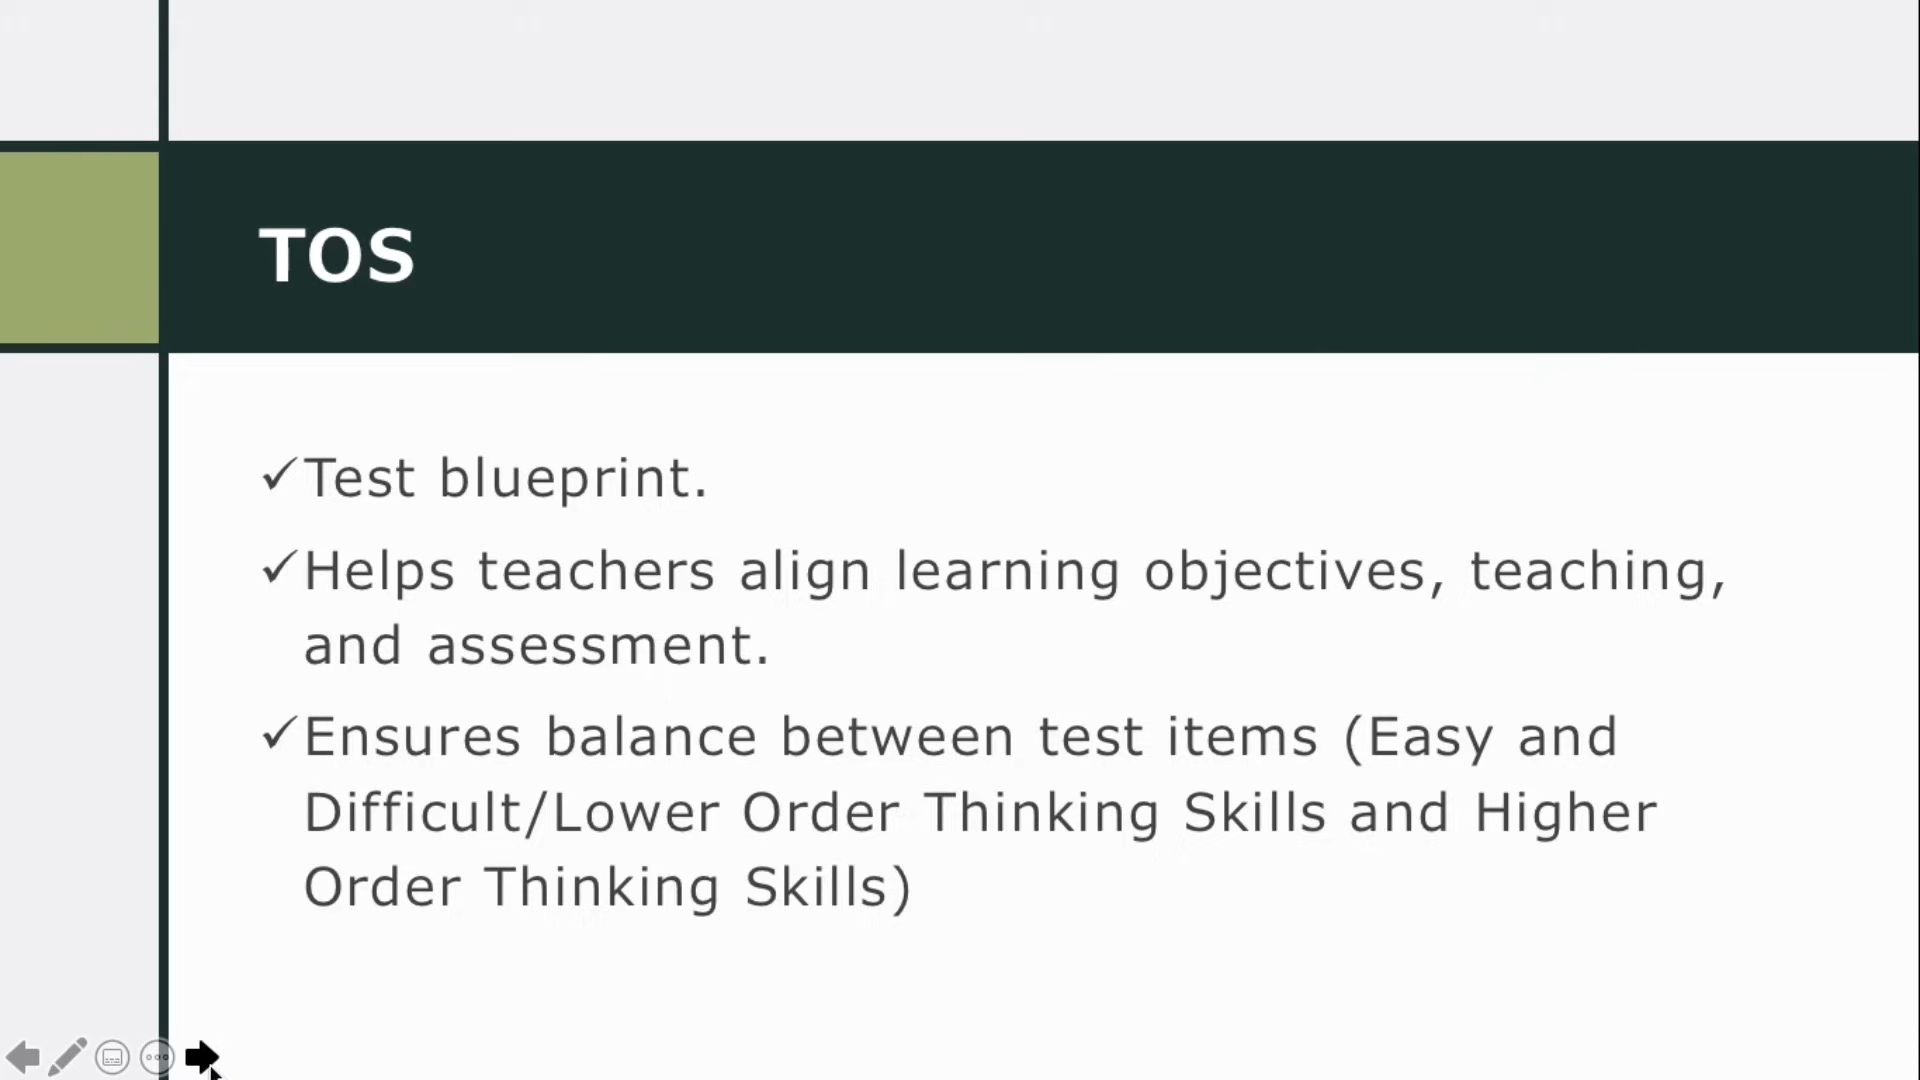 TOS
✓Test blueprint.
✓Helps teachers align learning objectives, teaching,
and assessment.
✓Ensures balance between test items (Easy and
Difficult/Lower Order Thinking Skills and Higher
Order Thinking Skills)